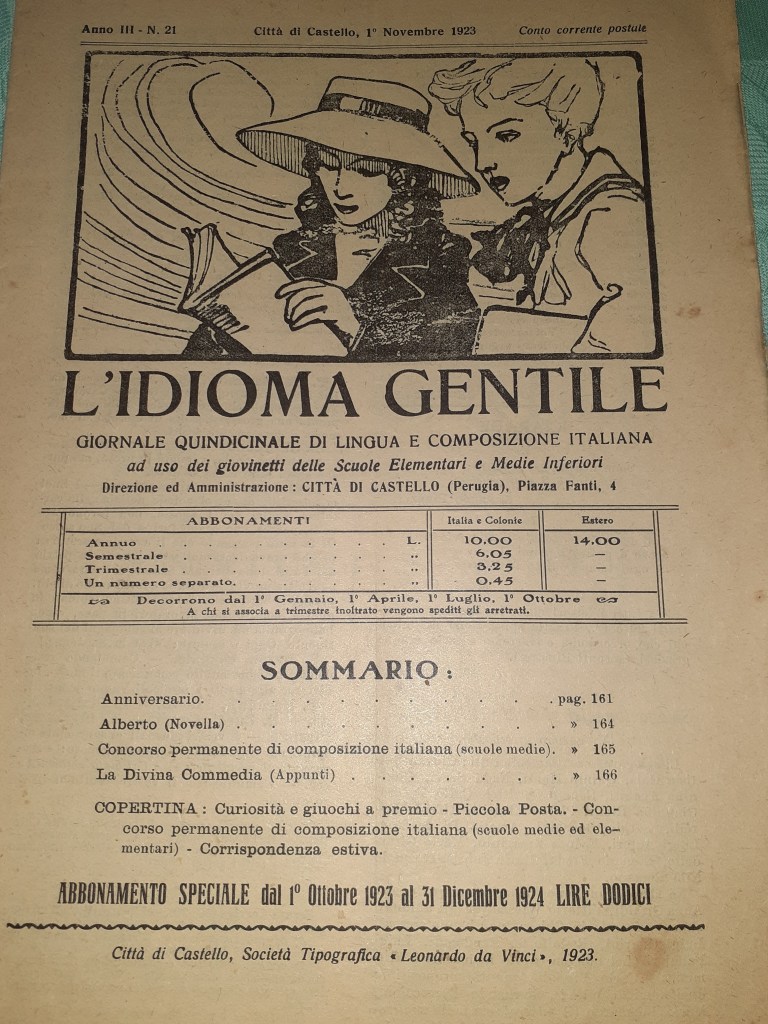 Anno III - N. 21 Città di Castello, 1° Novembre 1923 Conto corrente postale
L'IDIOMA GENTILE
GIORNALE QUINDICINALE DI LINGUA E COMPOSIZIONE ITALIANA
ad uso dei giovinetti delle Scuole Elementari e Medie Inferiori
Direzione ed Amministrazione: CITTÀ DI CASTELLO (Perugia), Piazza Fanti, 4
ABBONAMENTI Italia e Colonie Estero
Annuo . . . . . . . . . L. 10.00 14.00
Semestrale . . . . . . . . „ 6.05 —
Trimestrale . . . . . . . . „ 3.25 —
Un numero separato. . . . . . „ 0.45 —
Decorrono dal 1° Gennaio, 1° Aprile, 1° Luglio, 1° Ottobre
A chi si associa a trimestre inoltrato vengono spediti gli arretrati.
SOMMARIO:
Anniversario. . . . . . . . . . . pag. 161
Alberto (Novella) . . . . . . . . . . » 164
Concorso permanente di composizione italiana (scuole medie). » 165
La Divina Commedia (Appunti) . . . . . . . » 166
COPERTINA: Curiosità e giuochi a premio - Piccola Posta. - Con-
corso permanente di composizione italiana (scuole medie ed ele-
mentari) - Corrispondenza estiva.
ABBONAMENTO SPECIALE dal 1° Ottobre 1923 al 31 Dicembre 1924 LIRE DODICI
Città di Castello, Società Tipografica «Leonardo da Vinci», 1923.